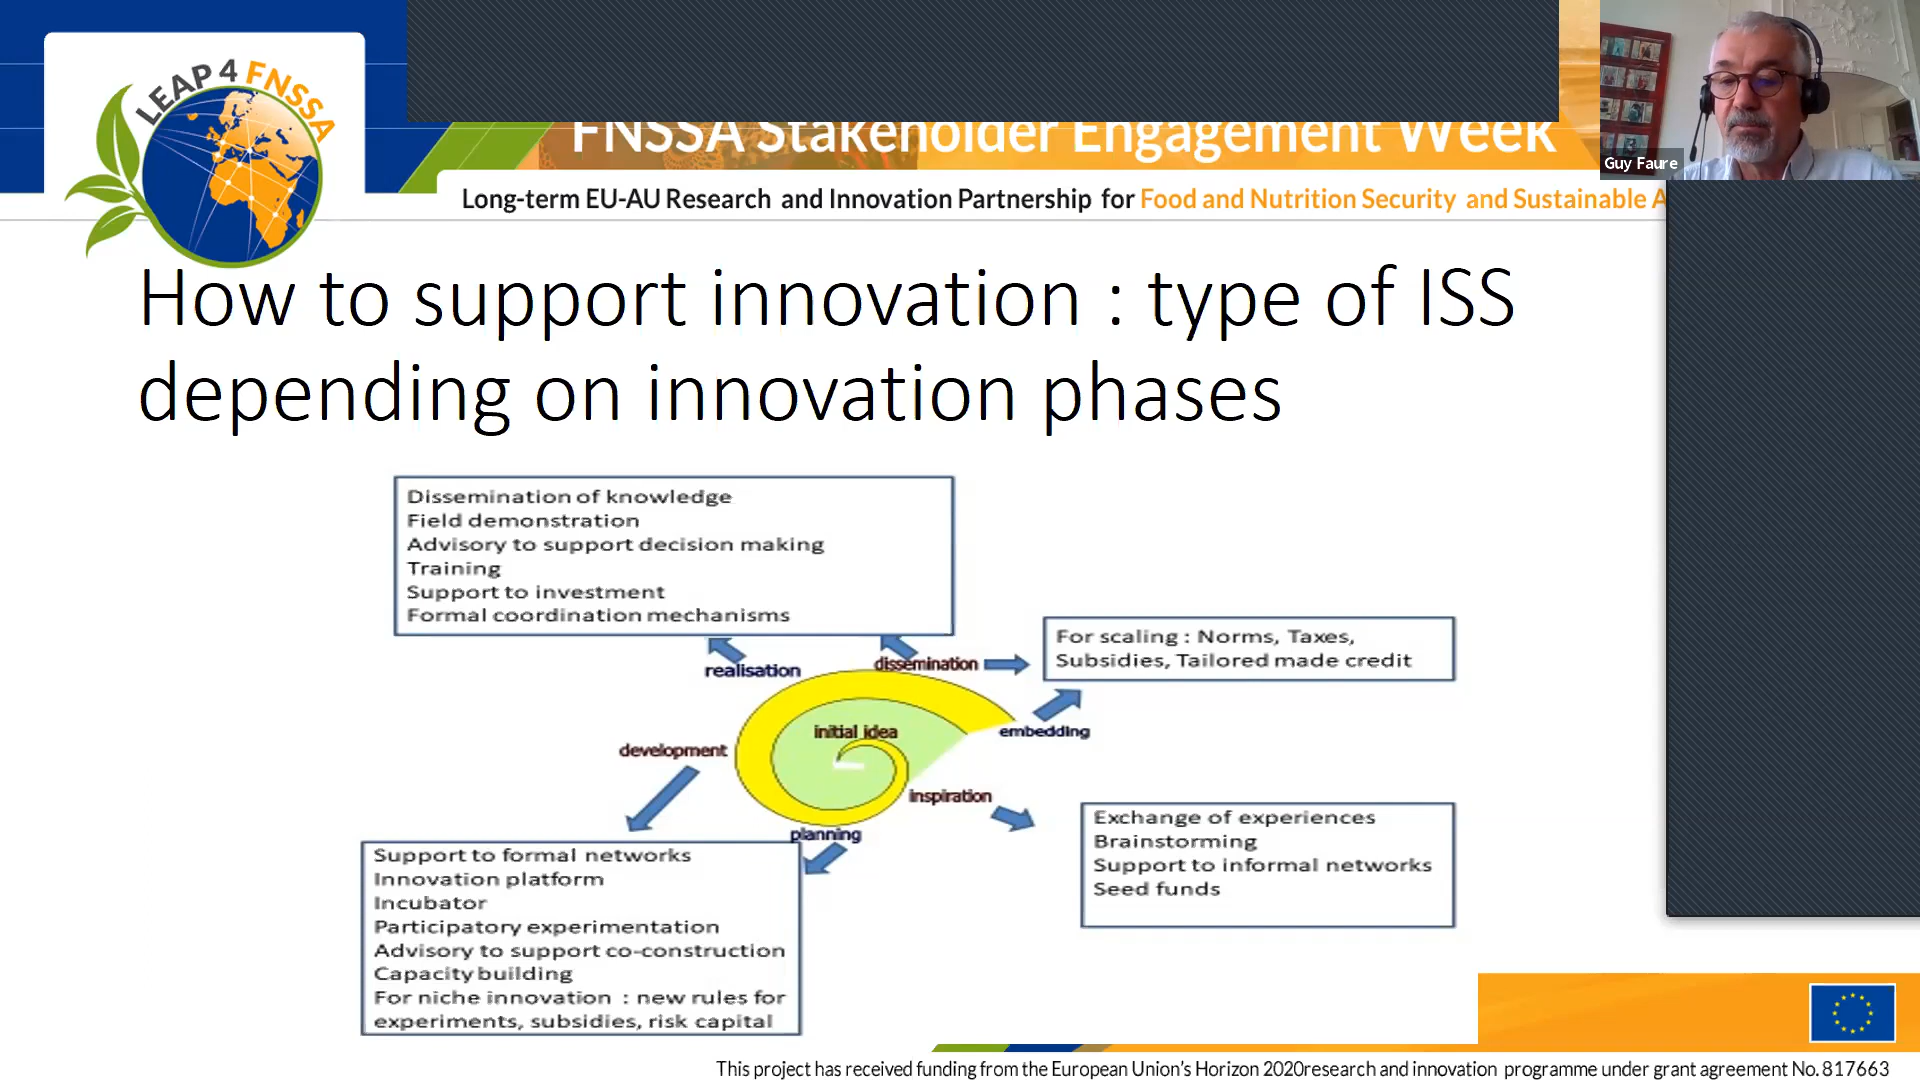 LEAP 4 FNSSA
FNSSA Stakeholder Engagement Week
Long-term EU-AU Research and Innovation Partnership for Food and Nutrition Security and Sustainable A
Guy Faure
How to support innovation : type of ISS
depending on innovation phases
Dissemination of knowledge
Field demonstration
Advisory to support decision making
Training
Support to investment
Formal coordination mechanisms
For scaling : Norms, Taxes,
Subsidies, Tailored made credit
realisation
dissemination
initial idea
embedding
development
inspiration
planning
Exchange of experiences
Brainstorming
Support to informal networks
Seed funds
Support to formal networks
Innovation platform
Incubator
Participatory experimentation
Advisory to support co-construction
Capacity building
For niche innovation : new rules for
experiments, subsidies, risk capital
This project has received funding from the European Union's Horizon 2020research and innovation programme under grant agreement No. 817663